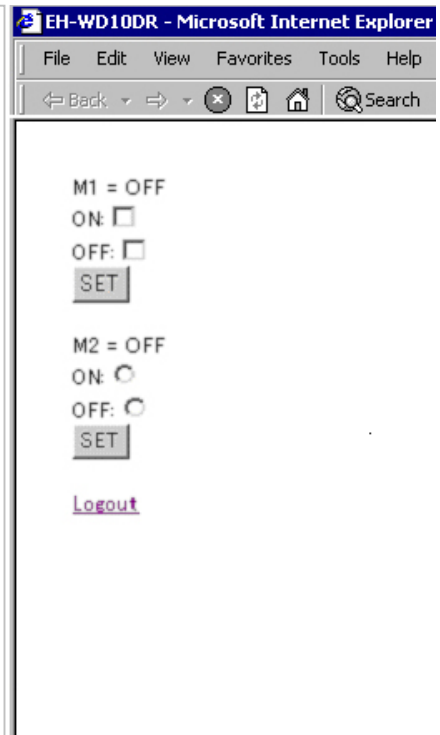 EH-WD10DR - Microsoft Internet Explorer
File Edit View Favorites Tools Help
Back Search
M1 = OFF
ON:
OFF:
SET
M2 = OFF
ON:
OFF:
SET
Logout